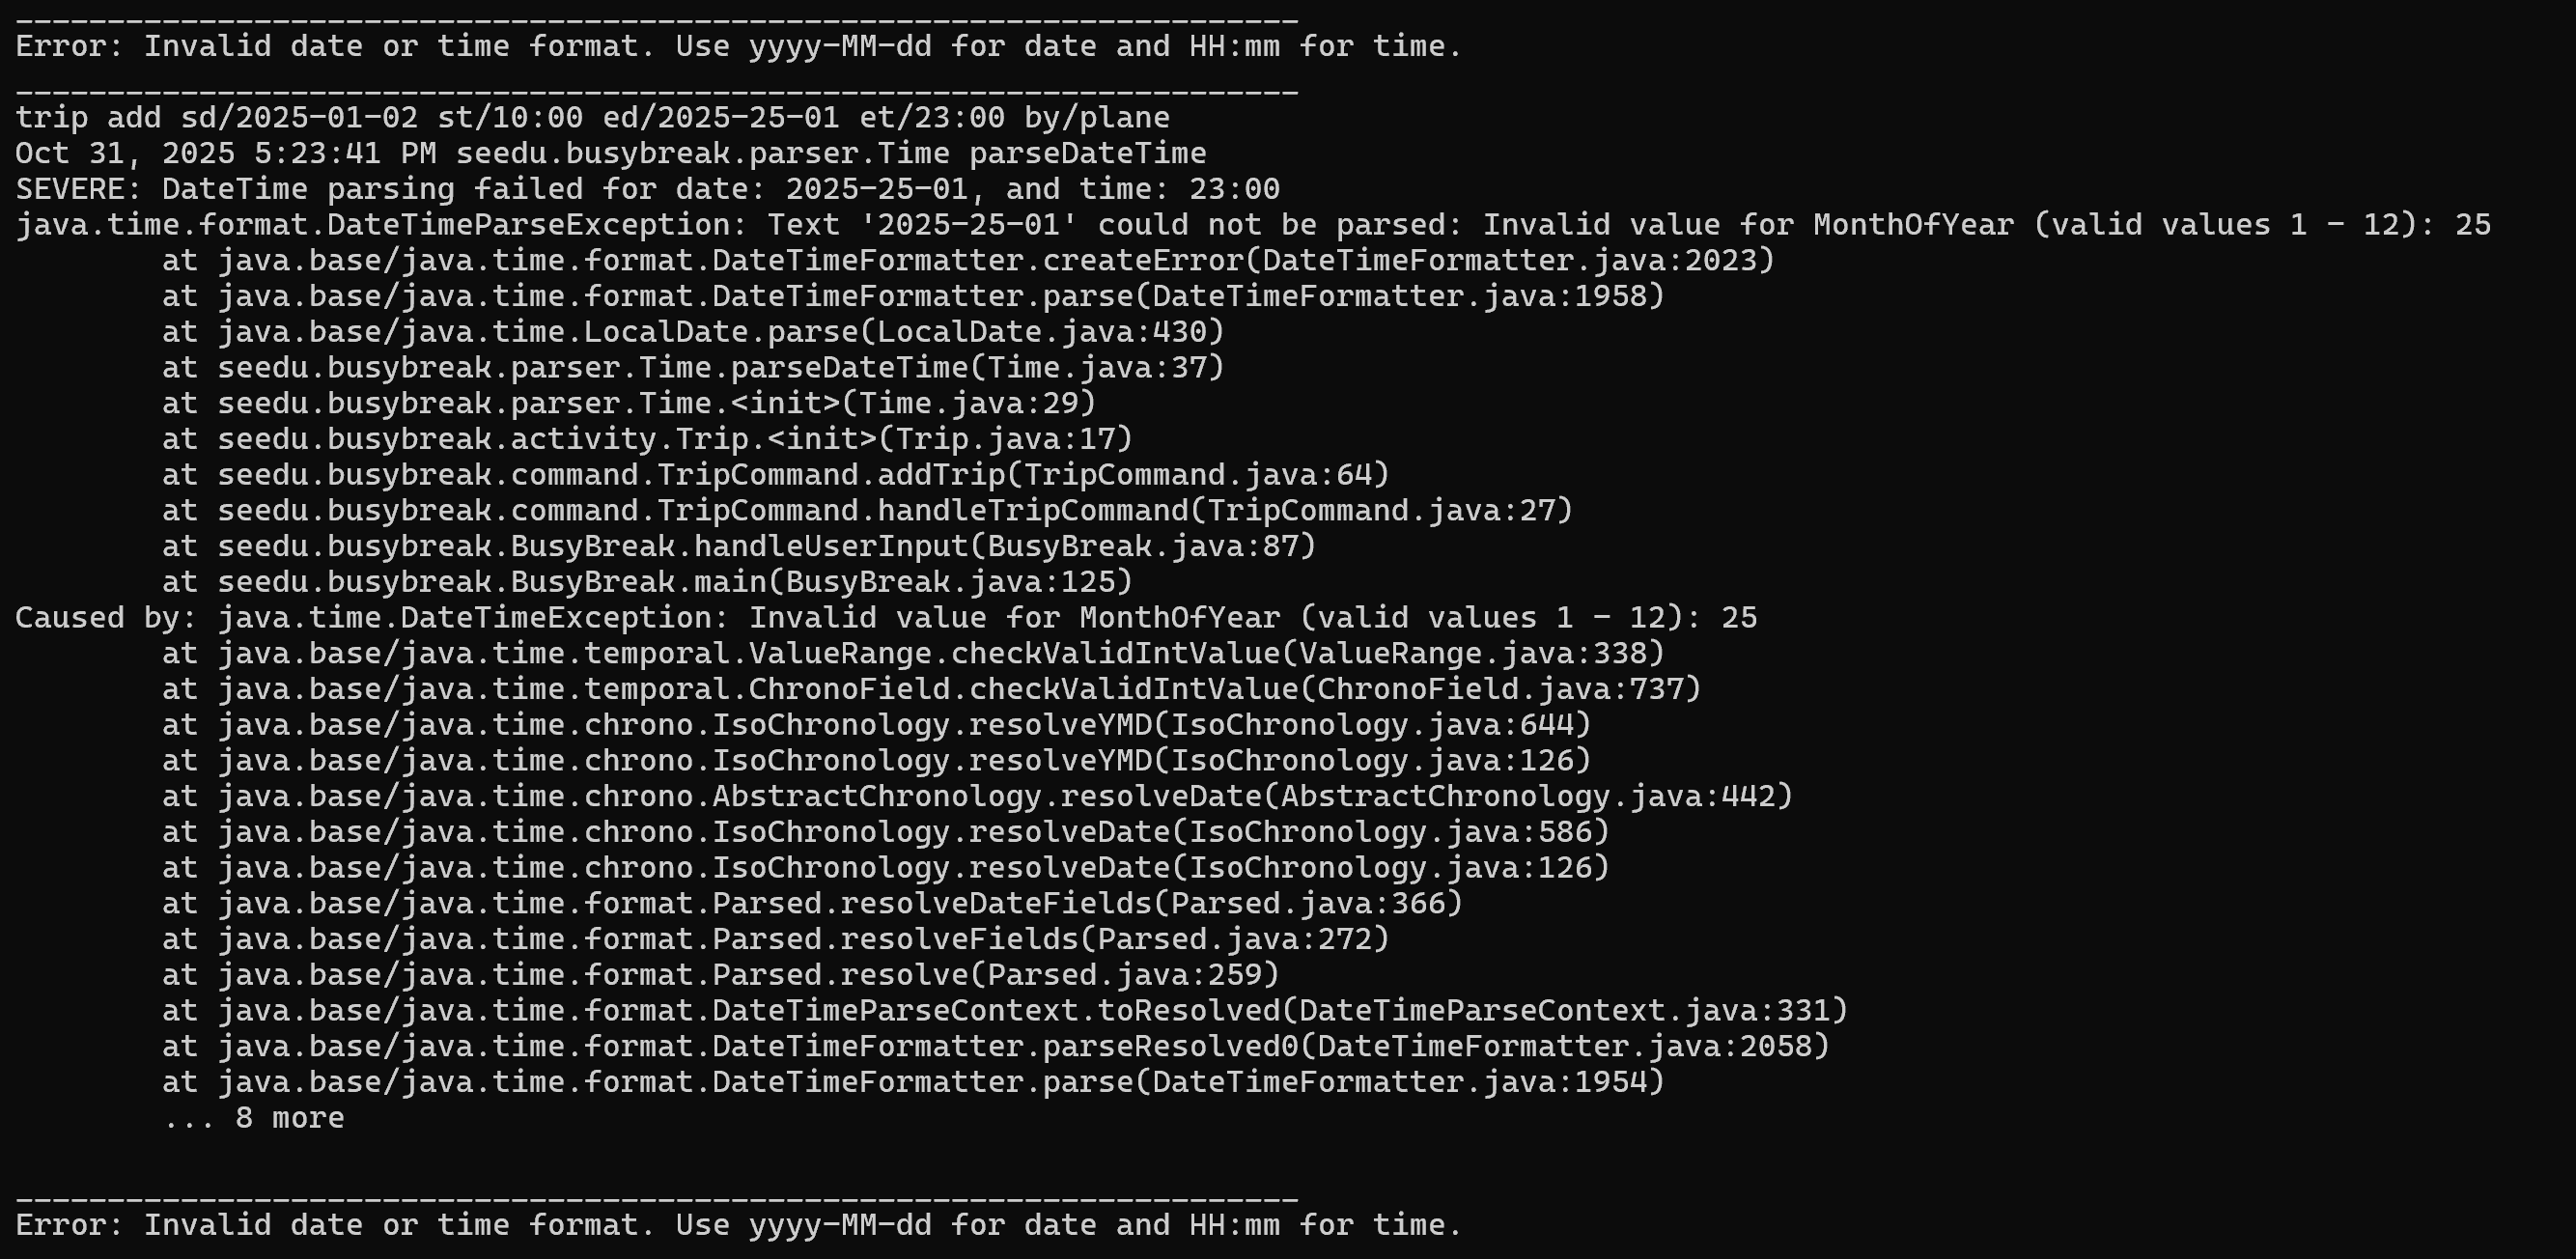 ______________________________________________________________________
Error: Invalid date or time format. Use yyyy-MM-dd for date and HH:mm for time.
______________________________________________________________________
trip add sd/2025-01-02 st/10:00 ed/2025-25-01 et/23:00 by/plane
Oct 31, 2025 5:23:41 PM seedu.busybreak.parser.Time parseDateTime
SEVERE: DateTime parsing failed for date: 2025-25-01, and time: 23:00
java.time.format.DateTimeParseException: Text '2025-25-01' could not be parsed: Invalid value for MonthOfYear (valid values 1 - 12): 25
        at java.base/java.time.format.DateTimeFormatter.createError(DateTimeFormatter.java:2023)
        at java.base/java.time.format.DateTimeFormatter.parse(DateTimeFormatter.java:1958)
        at java.base/java.time.LocalDate.parse(LocalDate.java:430)
        at seedu.busybreak.parser.Time.parseDateTime(Time.java:37)
        at seedu.busybreak.parser.Time.<init>(Time.java:29)
        at seedu.busybreak.activity.Trip.<init>(Trip.java:17)
        at seedu.busybreak.command.TripCommand.addTrip(TripCommand.java:64)
        at seedu.busybreak.command.TripCommand.handleTripCommand(TripCommand.java:27)
        at seedu.busybreak.BusyBreak.handleUserInput(BusyBreak.java:87)
        at seedu.busybreak.BusyBreak.main(BusyBreak.java:125)
Caused by: java.time.DateTimeException: Invalid value for MonthOfYear (valid values 1 - 12): 25
        at java.base/java.time.temporal.ValueRange.checkValidIntValue(ValueRange.java:338)
        at java.base/java.time.temporal.ChronoField.checkValidIntValue(ChronoField.java:737)
        at java.base/java.time.chrono.IsoChronology.resolveYMD(IsoChronology.java:644)
        at java.base/java.time.chrono.IsoChronology.resolveYMD(IsoChronology.java:126)
        at java.base/java.time.chrono.AbstractChronology.resolveDate(AbstractChronology.java:442)
        at java.base/java.time.chrono.IsoChronology.resolveDate(IsoChronology.java:586)
        at java.base/java.time.chrono.IsoChronology.resolveDate(IsoChronology.java:126)
        at java.base/java.time.format.Parsed.resolveDateFields(Parsed.java:366)
        at java.base/java.time.format.Parsed.resolveFields(Parsed.java:272)
        at java.base/java.time.format.Parsed.resolve(Parsed.java:259)
        at java.base/java.time.format.DateTimeParseContext.toResolved(DateTimeParseContext.java:331)
        at java.base/java.time.format.DateTimeFormatter.parseResolved0(DateTimeFormatter.java:2058)
        at java.base/java.time.format.DateTimeFormatter.parse(DateTimeFormatter.java:1954)
        ... 8 more
______________________________________________________________________
Error: Invalid date or time format. Use yyyy-MM-dd for date and HH:mm for time.